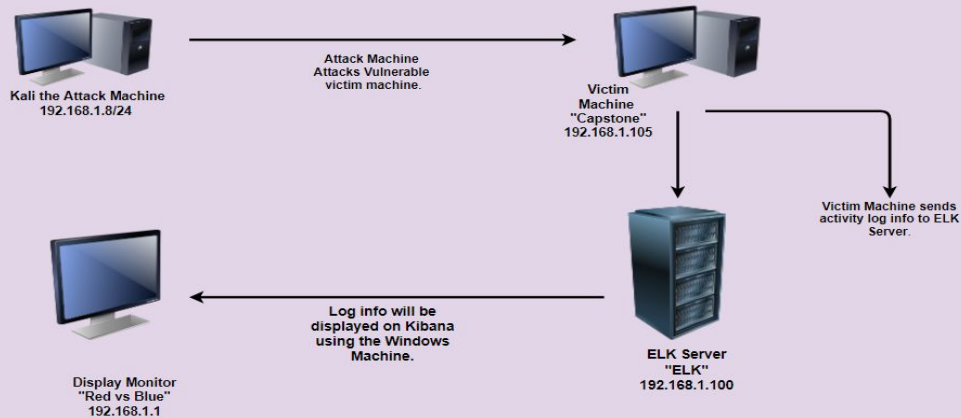 Kali the Attack Machine
192.168.1.8/24
Attack Machine
Attacks Vulnerable
victim machine.
Victim
Machine
"Capstone"
192.168.1.105
Victim Machine sends
activity log info to ELK
Server.
Log info will be
displayed on Kibana
using the Windows
Machine.
ELK Server
"ELK"
192.168.1.100
Display Monitor
"Red vs Blue"
192.168.1.1